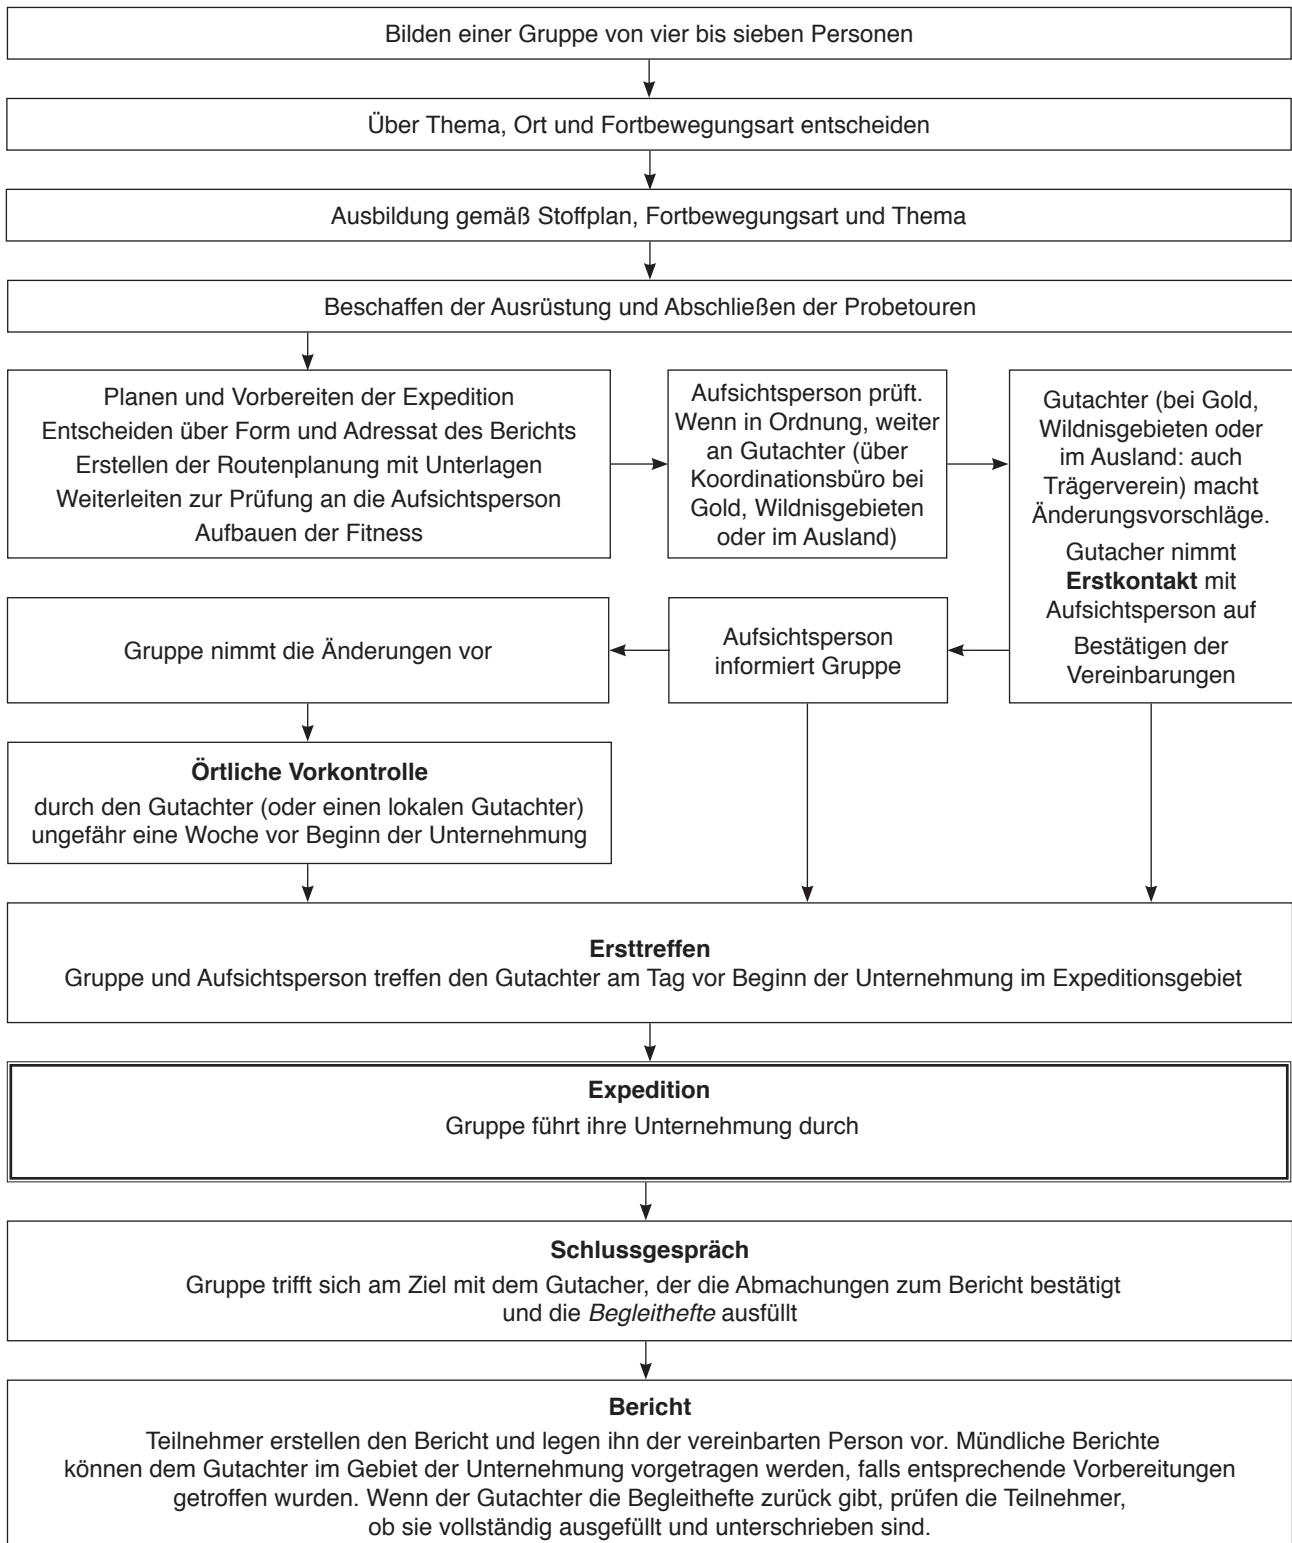 Bilden einer Gruppe von vier bis sieben Personen
Über Thema, Ort und Fortbewegungsart entscheiden
Ausbildung gemäß Stoffplan, Fortbewegungsart und Thema
Beschaffen der Ausrüstung und Abschließen der Probetouren
Planen und Vorbereiten der Expedition
Entscheiden über Form und Adressat des Berichts
Erstellen der Routenplanung mit Unterlagen
Weiterleiten zur Prüfung an die Aufsichtsperson
Aufbauen der Fitness
Aufsichtsperson prüft.
Wenn in Ordnung, weiter
an Gutachter (über
Koordinationsbüro bei
Gold, Wildnisgebieten
oder im Ausland)
Gutachter (bei Gold,
Wildnisgebieten oder
im Ausland: auch
Trägerverein) macht
Änderungsvorschläge.
Gutacher nimmt
Erstkontakt mit
Aufsichtsperson auf
Bestätigen der
Vereinbarungen
Aufsichtsperson
informiert Gruppe
Gruppe nimmt die Änderungen vor
Örtliche Vorkontrolle
durch den Gutachter (oder einen lokalen Gutachter)
ungefähr eine Woche vor Beginn der Unternehmung
Ersttreffen
Gruppe und Aufsichtsperson treffen den Gutachter am Tag vor Beginn der Unternehmung im Expeditionsgebiet
Expedition
Gruppe führt ihre Unternehmung durch
Schlussgespräch
Gruppe trifft sich am Ziel mit dem Gutacher, der die Abmachungen zum Bericht bestätigt
und die Begleithefte ausfüllt
Bericht
Teilnehmer erstellen den Bericht und legen ihn der vereinbarten Person vor. Mündliche Berichte
können dem Gutachter im Gebiet der Unternehmung vorgetragen werden, falls entsprechende Vorbereitungen
getroffen wurden. Wenn der Gutachter die Begleithefte zurück gibt, prüfen die Teilnehmer,
ob sie vollständig ausgefüllt und unterschrieben sind.